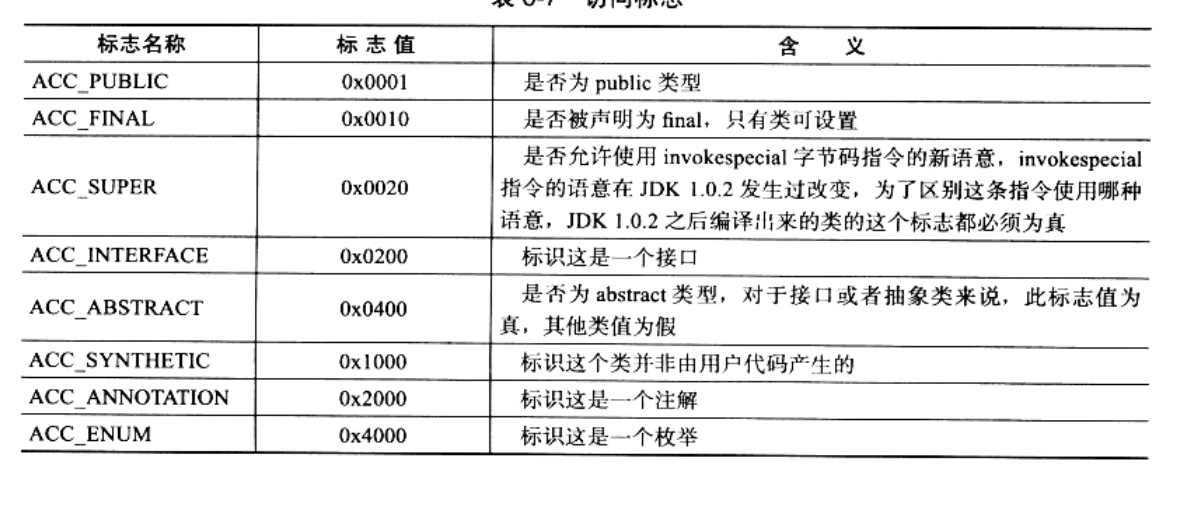 表 6-7 访问标志
标志名称 标 志 值 含 义
ACC_PUBLIC 0x0001 是否为 public 类型
ACC_FINAL 0x0010 是否被声明为 final，只有类可设置
是否允许使用 invokespecial 字节码指令的新语意，invokespecial
ACC_SUPER 0x0020 指令的语意在 JDK 1.0.2 发生过改变，为了区别这条指令使用哪种
语意，JDK 1.0.2 之后编译出来的类的这个标志都必须为真
ACC_INTERFACE 0x0200 标识这是一个接口
是否为 abstract 类型，对于接口或者抽象类来说，此标志值为
ACC_ABSTRACT 0x0400 真，其他类值为假
ACC_SYNTHETIC 0x1000 标识这个类并非由用户代码产生的
ACC_ANNOTATION 0x2000 标识这是一个注解
ACC_ENUM 0x4000 标识这是一个枚举